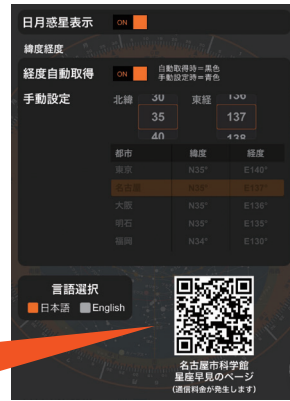 日月惑星表示 ON
緯度経度
経度自動取得 ON 自動取得時＝黒色
手動設定時＝青色
手動設定 北緯 30 東経 136
35 137
40 138
都市 緯度 経度
東京 N35° E140°
名古屋 N35° E137°
大阪 N35° E136°
明石 N35° E135°
福岡 N34° E130°
言語選択
日本語 English
名古屋市科学館
星座早見のページ
(通信料金が発生します)